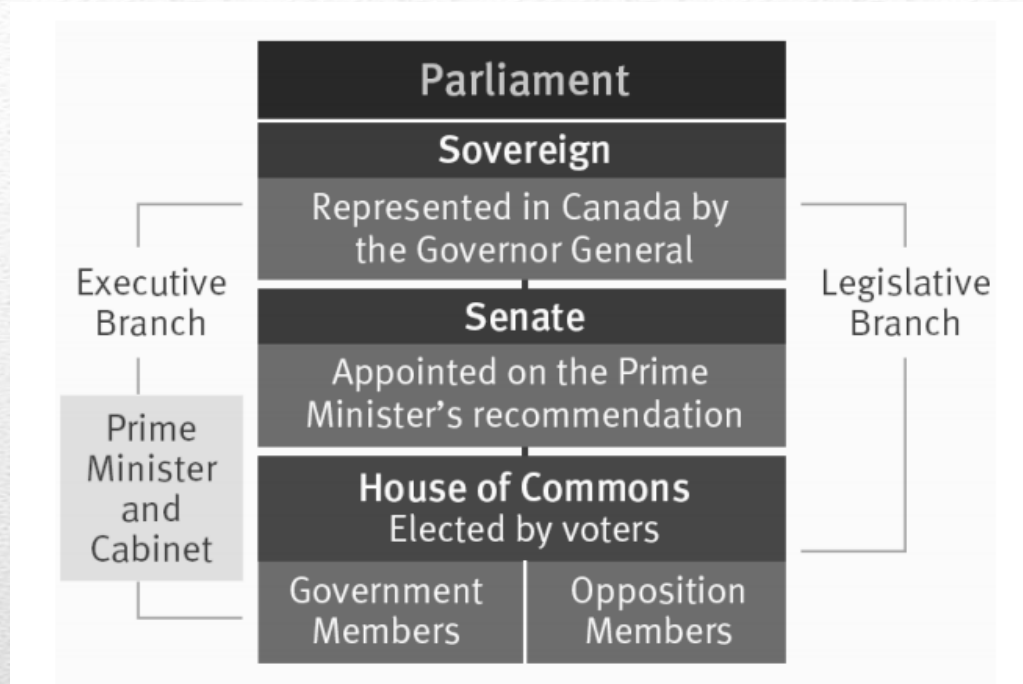 Parliament
Sovereign
Represented in Canada by
the Governor General
Executive
Branch
Legislative
Branch
Senate
Appointed on the Prime
Minister’s recommendation
Prime
Minister
and
Cabinet
House of Commons
Elected by voters
Government
Members
Opposition
Members